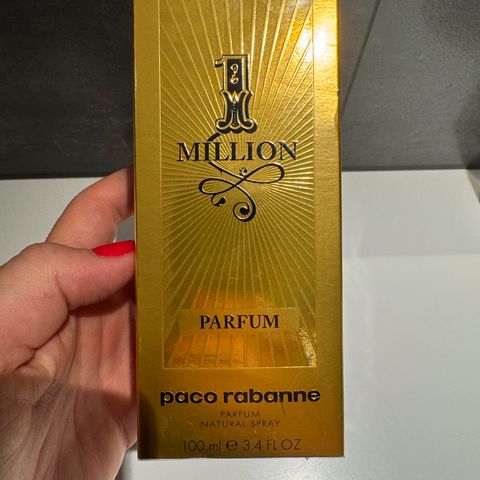 1
MILLION
PARFUM
paco rabanne
PARFUM
NATURAL SPRAY
100 ml ℮ 3.4 FL OZ